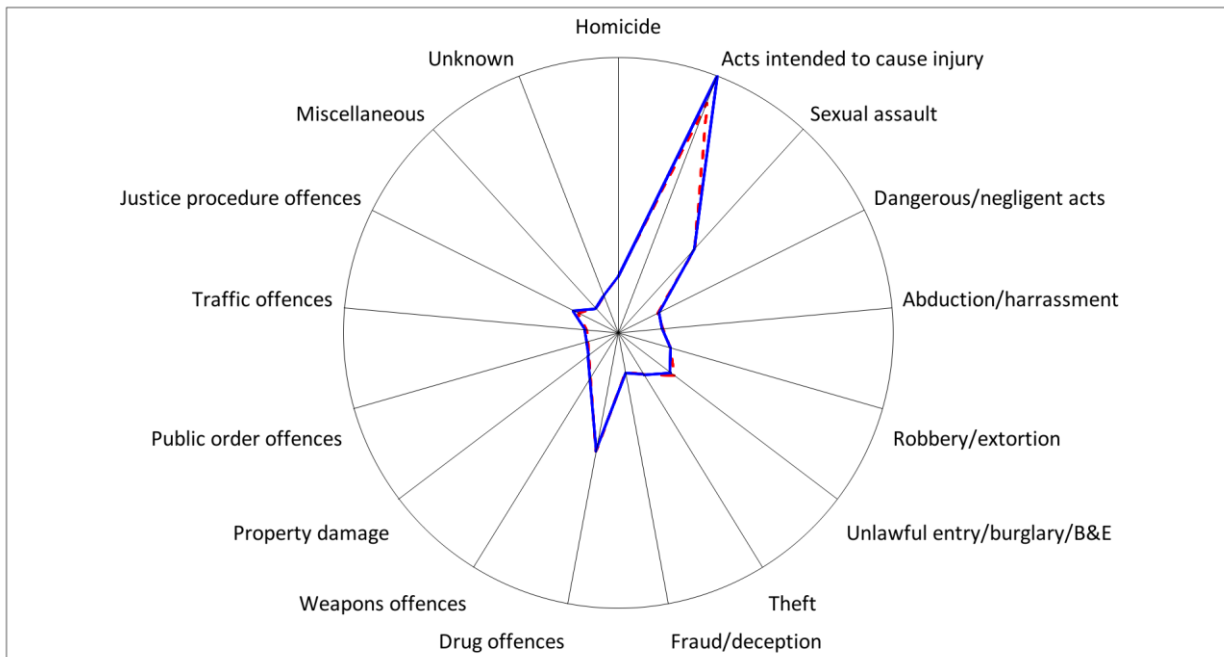 Homicide
Unknown
Acts intended to cause injury
Miscellaneous
Sexual assault
Justice procedure offences
Dangerous/negligent acts
Traffic offences
Abduction/harrassment
Public order offences
Robbery/extortion
Property damage
Unlawful entry/burglary/B&E
Weapons offences
Theft
Drug offences
Fraud/deception